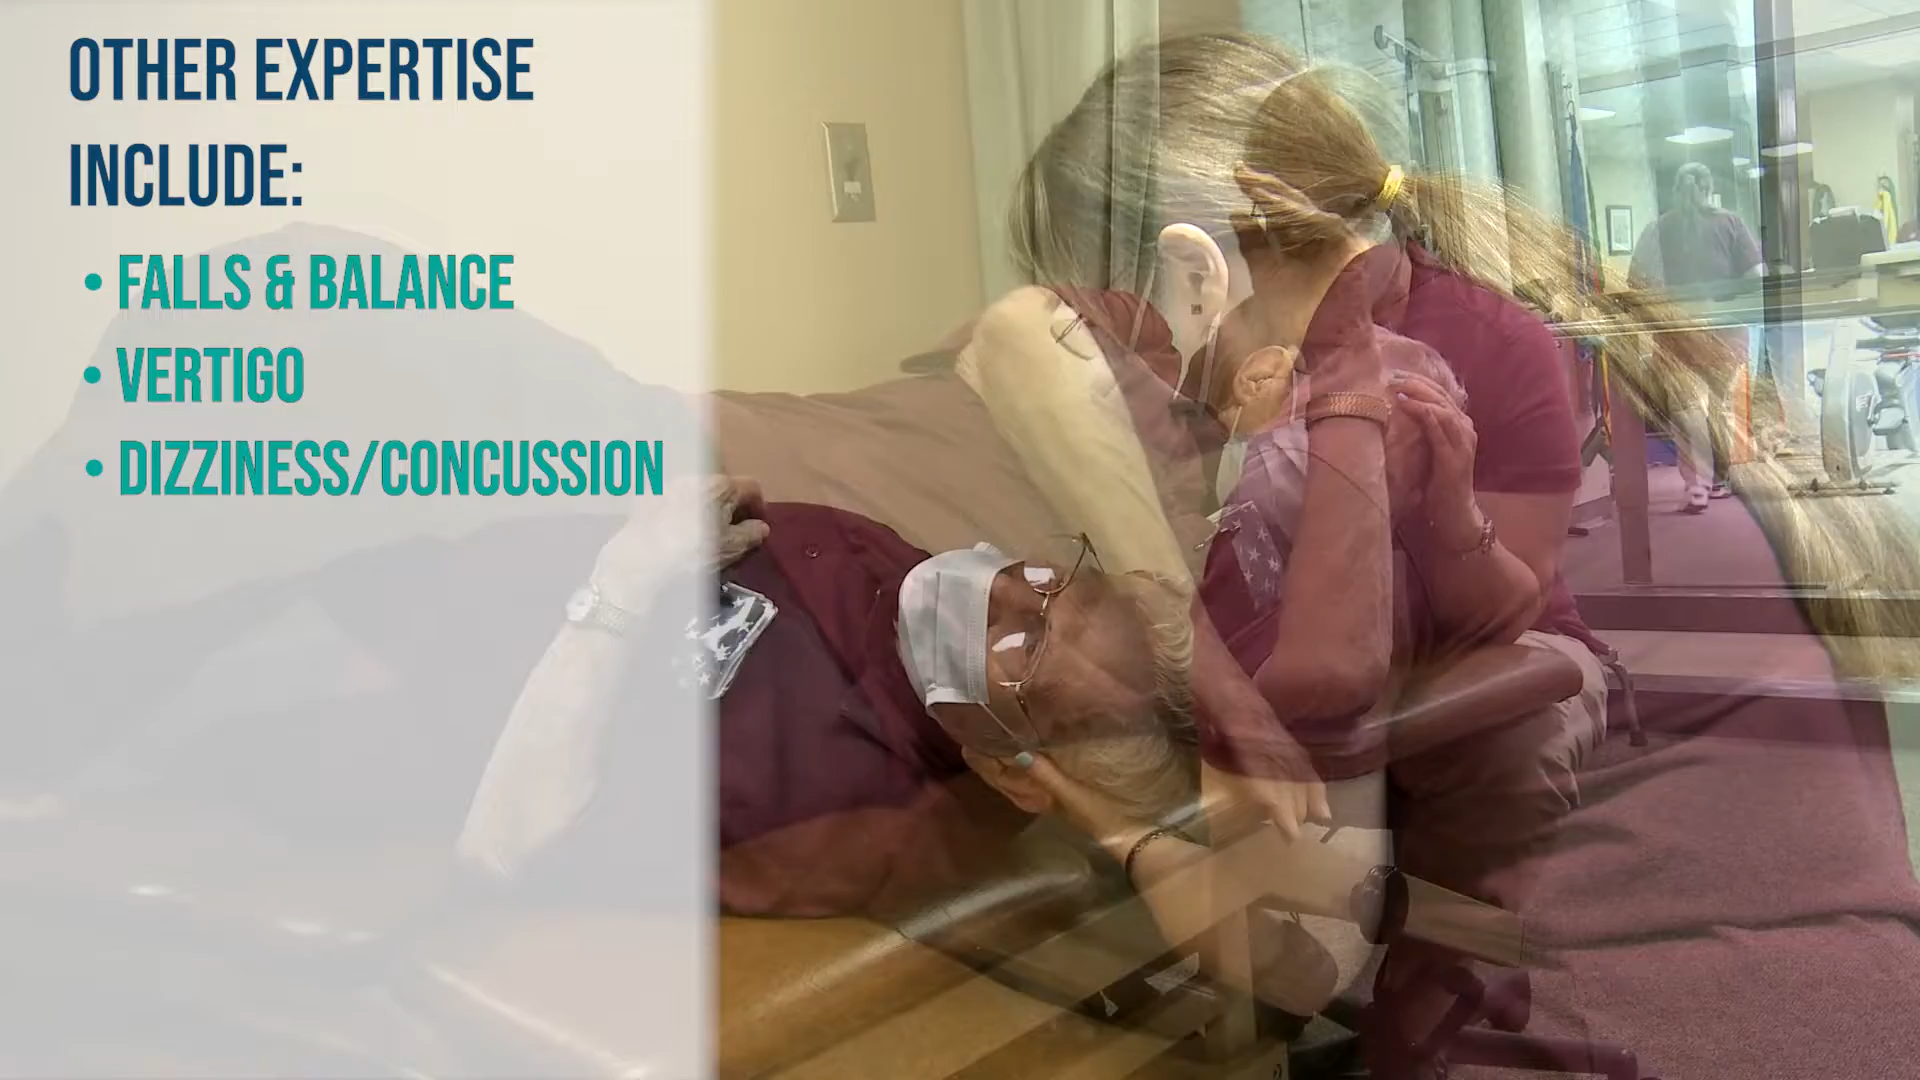 OTHER EXPERTISE
INCLUDE:
• FALLS & BALANCE
• VERTIGO
• DIZZINESS/CONCUSSION